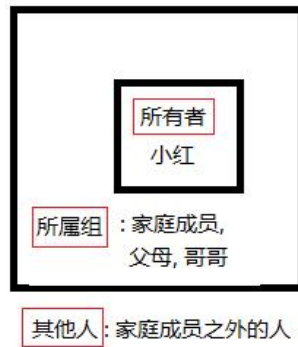 所有者
小红
所属组 : 家庭成员,
父母, 哥哥
其他人 : 家庭成员之外的人